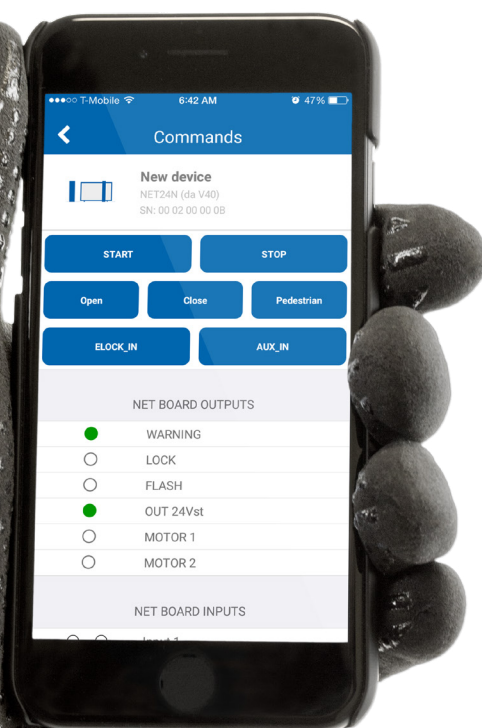 T-Mobile 6:42 AM 47%
Commands
New device
NET24N (da V40)
SN: 00 02 00 00 0B
START STOP
Open Close Pedestrian
ELOCK_IN AUX_IN
NET BOARD OUTPUTS
WARNING
LOCK
FLASH
OUT 24Vst
MOTOR 1
MOTOR 2
NET BOARD INPUTS
Input 1